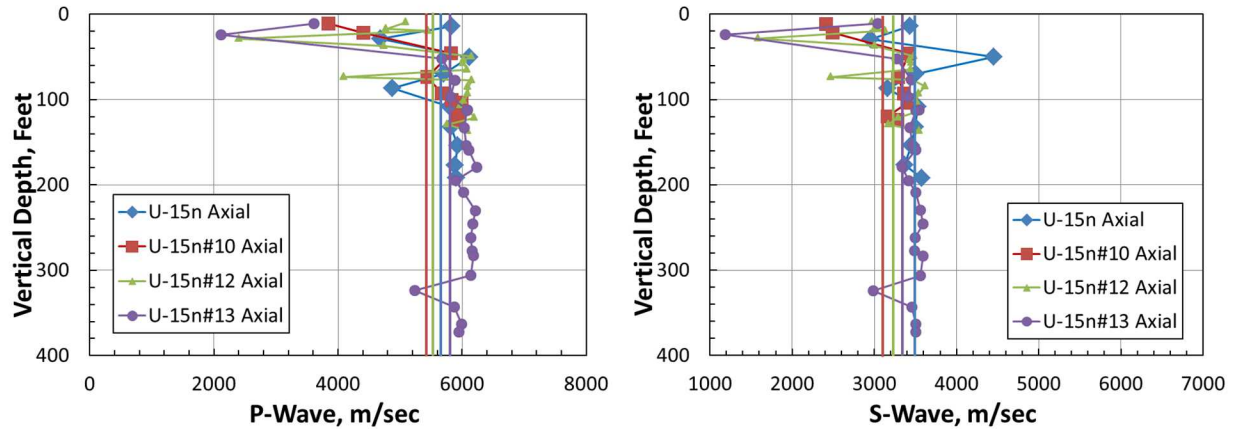 0
100
200
300
400
Vertical Depth, Feet
U-15n Axial
U-15n#10 Axial
U-15n#12 Axial
U-15n#13 Axial
0 2000 4000 6000 8000
P-Wave, m/sec
0
100
200
300
400
Vertical Depth, Feet
U-15n Axial
U-15n#10 Axial
U-15n#12 Axial
U-15n#13 Axial
1000 2000 3000 4000 5000 6000 7000
S-Wave, m/sec